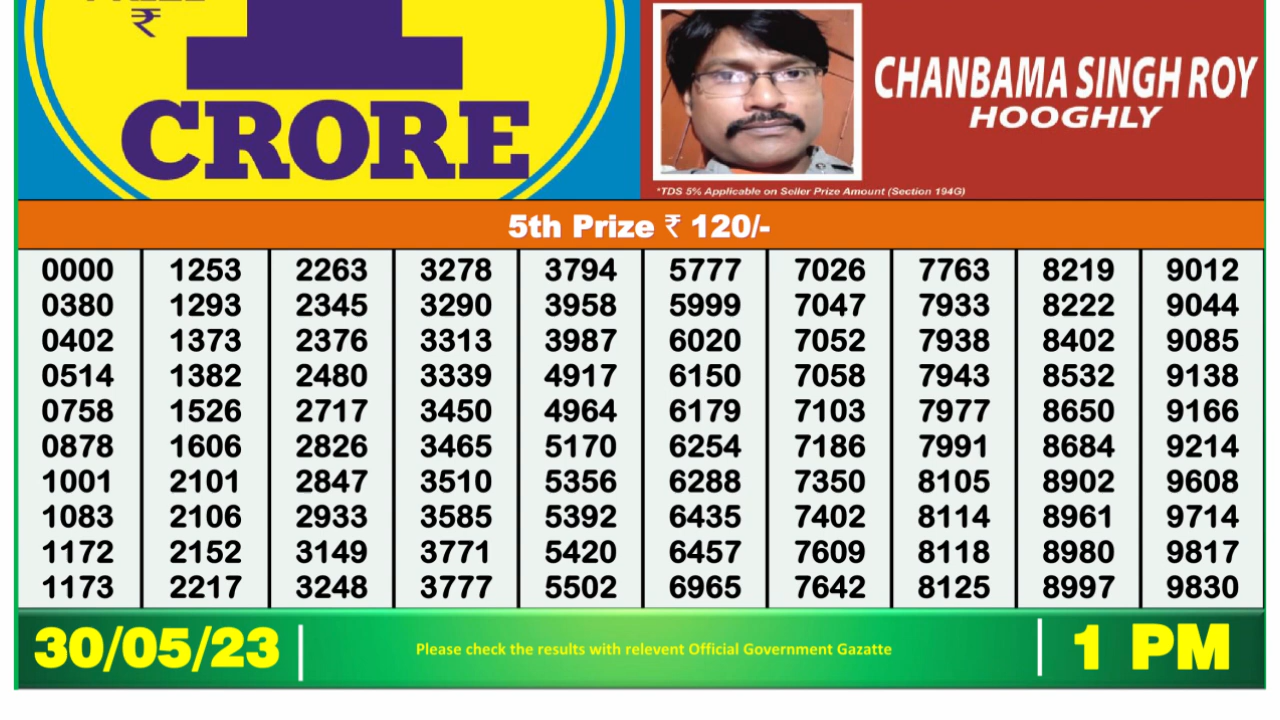 ₹
1
CRORE
CHANBAMA SINGH ROY
HOOGHLY
*TDS 5% Applicable on Seller Prize Amount (Section 194G)
5th Prize ₹ 120/-
0000 1253 2263 3278 3794 5777 7026 7763 8219 9012
0380 1293 2345 3290 3958 5999 7047 7933 8222 9044
0402 1373 2376 3313 3987 6020 7052 7938 8402 9085
0514 1382 2480 3339 4917 6150 7058 7943 8532 9138
0758 1526 2717 3450 4964 6179 7103 7977 8650 9166
0878 1606 2826 3465 5170 6254 7186 7991 8684 9214
1001 2101 2847 3510 5356 6288 7350 8105 8902 9608
1083 2106 2933 3585 5392 6435 7402 8114 8961 9714
1172 2152 3149 3771 5420 6457 7609 8118 8980 9817
1173 2217 3248 3777 5502 6965 7642 8125 8997 9830
30/05/23
Please check the results with relevent Official Government Gazatte
1 PM